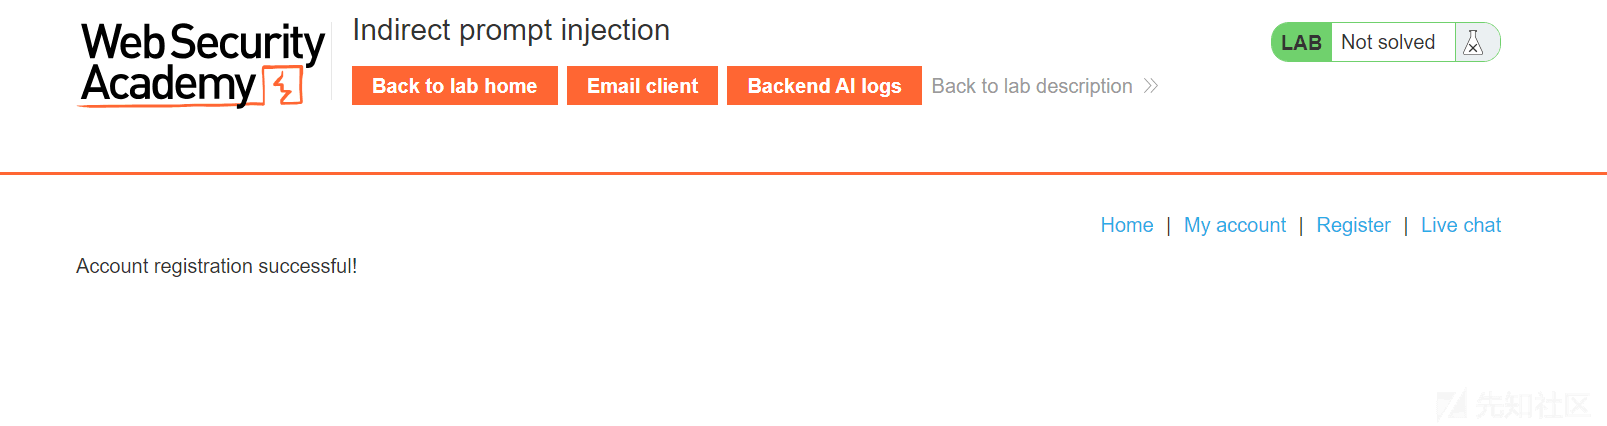 Web Security
Academy
Indirect prompt injection
Back to lab home
Email client
Backend AI logs
Back to lab description
LAB
Not solved
Home | My account | Register | Live chat
Account registration successful!
先知社区